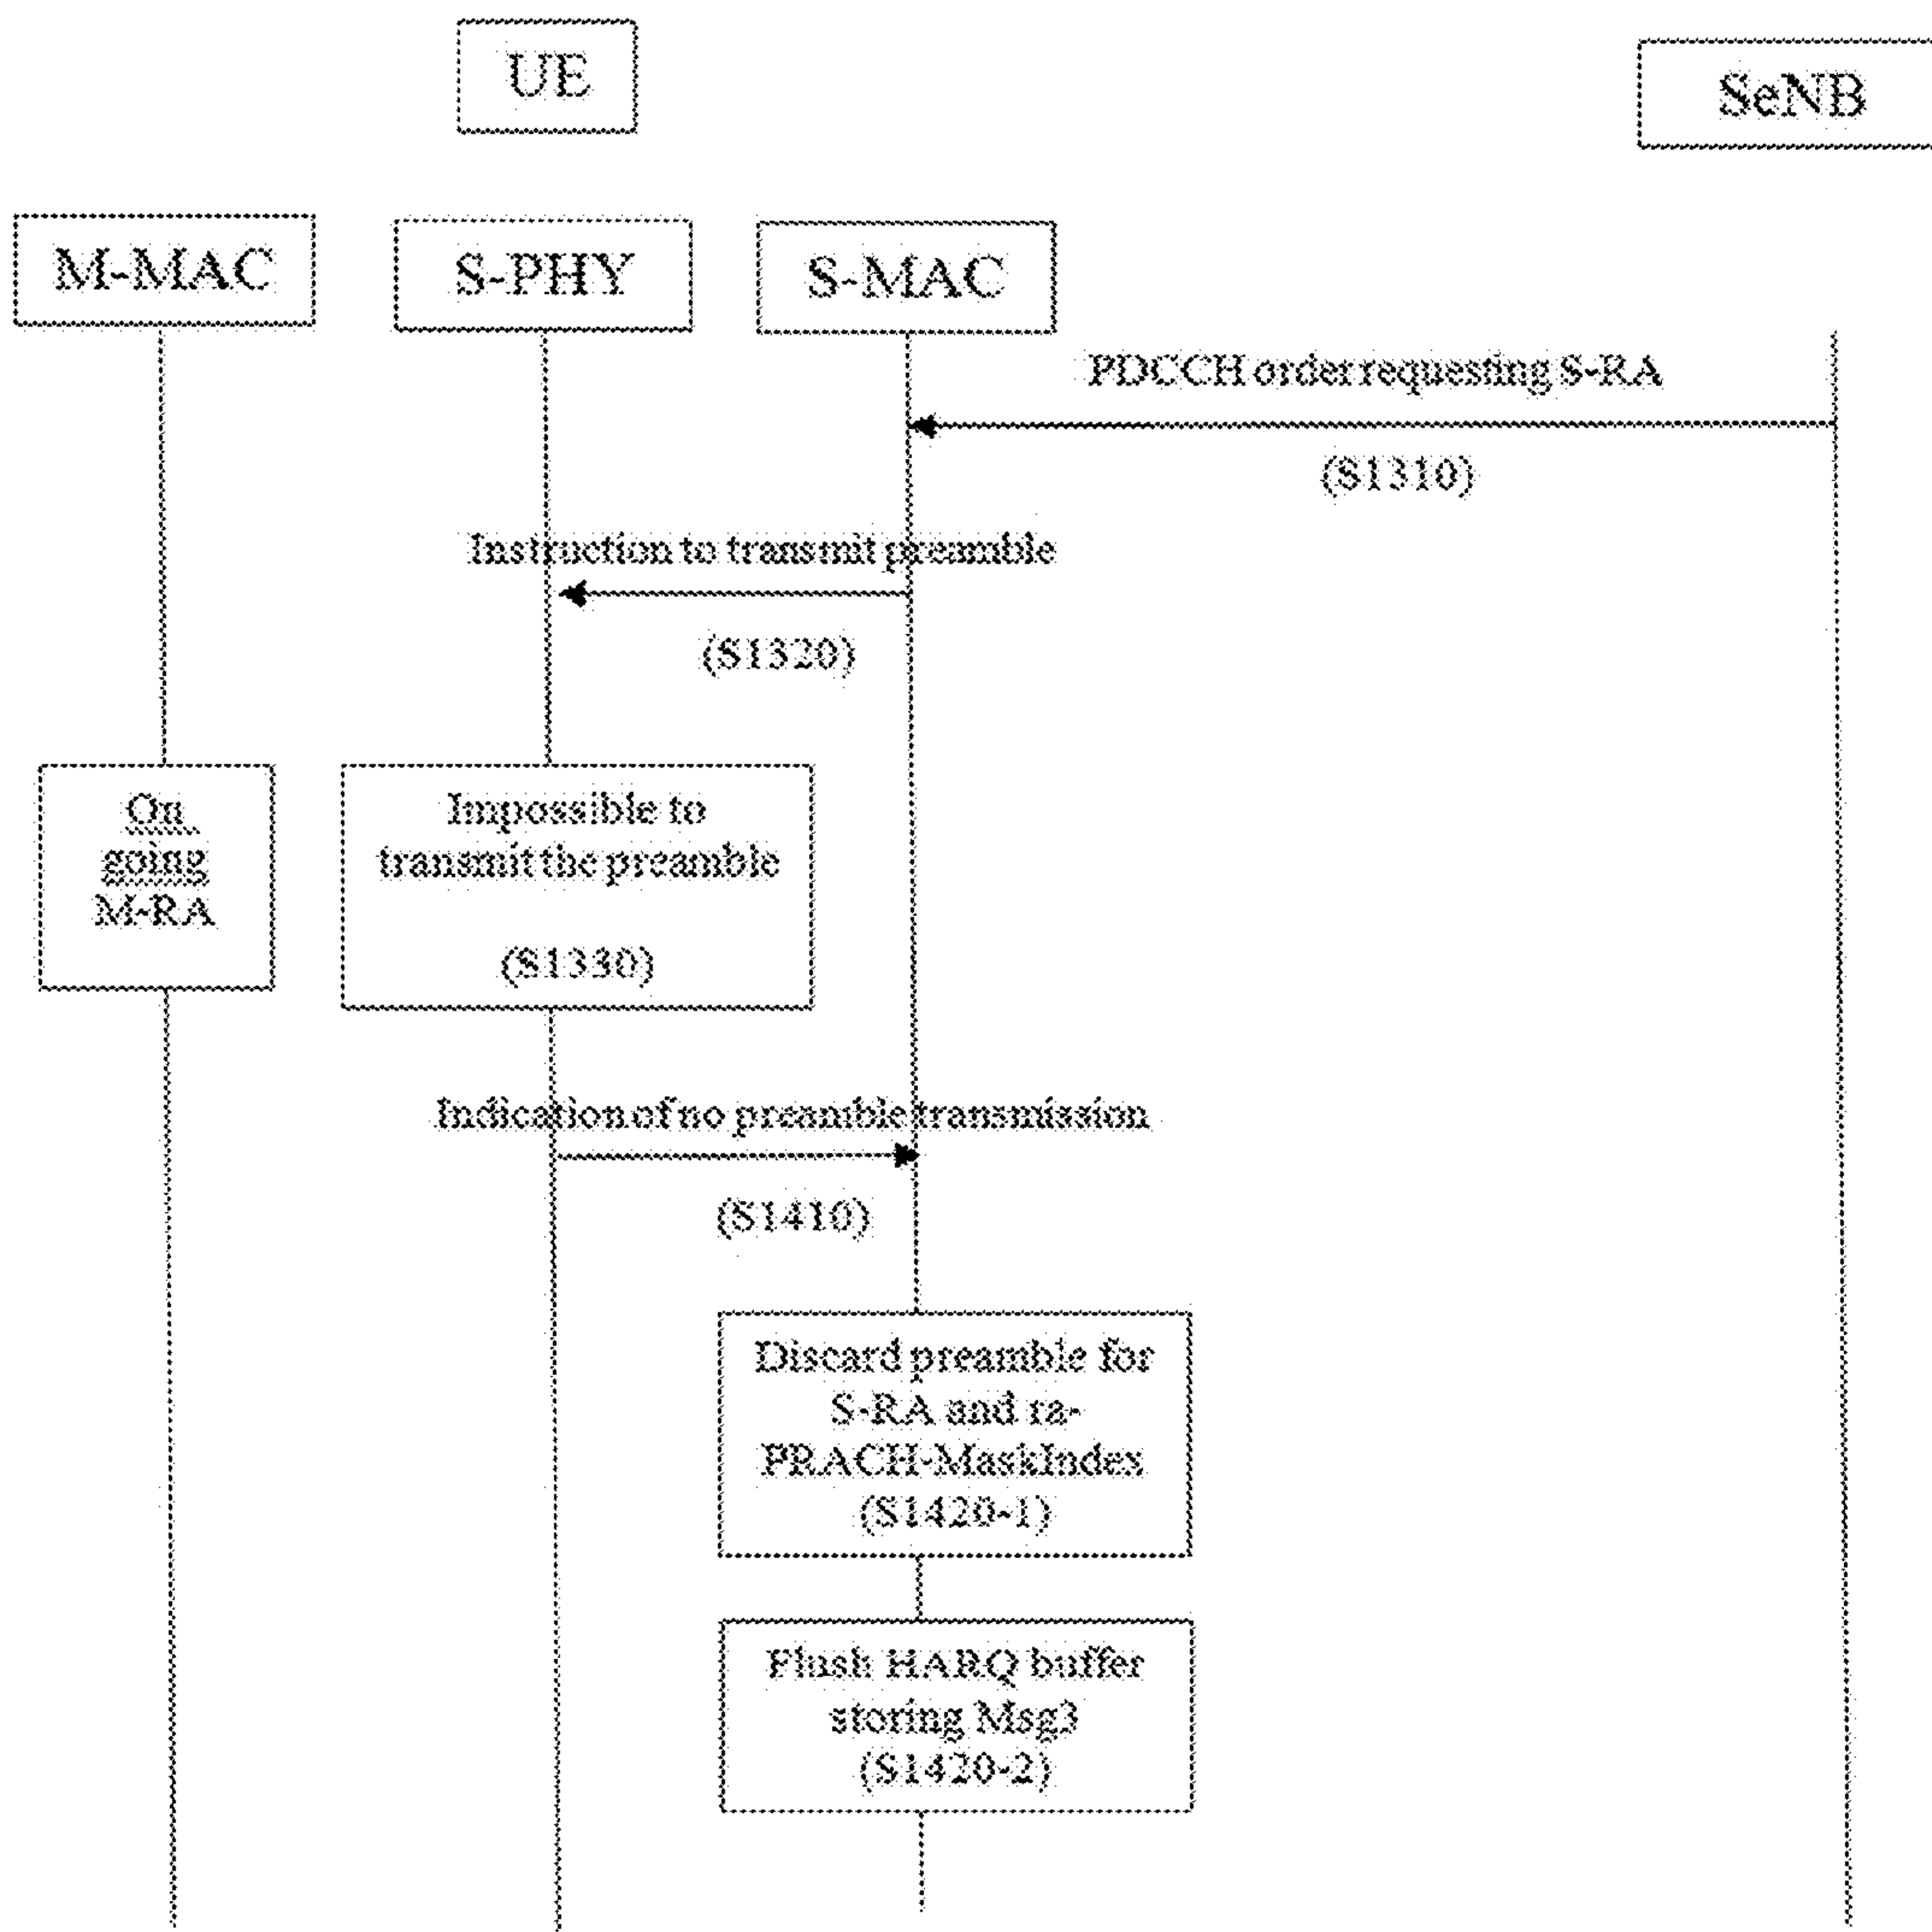 UE
SeNB
M-MAC
S-PHY
S-MAC
PDCCH order requesting S-RA
(S1310)
Instruction to transmit preamble
(S1320)
On
going
M-RA
Impossible to
transmit the preamble
(S1330)
Indication of no preamble transmission
(S1410)
Discard preamble for
S-RA and ra-
PRACH-MaskIndex
(S1420-1)
Flush HARQ buffer
storing Msg3
(S1420-2)